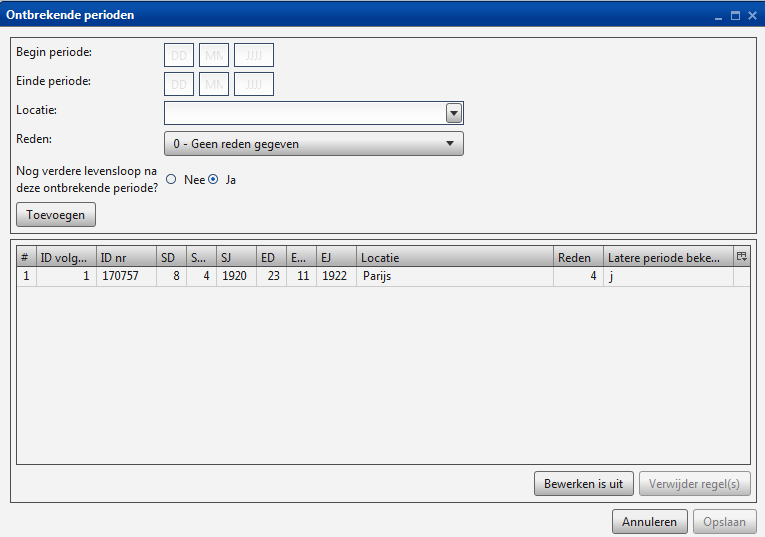 Ontbrekende perioden
Begin periode: DD MM JJJJ
Einde periode: DD MM JJJJ
Locatie:
Reden: 0 - Geen reden gegeven
Nog verdere levensloop na
deze ontbrekende periode? Nee Ja
Toevoegen
# ID volg... ID nr SD S... SJ ED E... EJ Locatie Reden Latere periode beke...
1 1 170757 8 4 1920 23 11 1922 Parijs 4 j
Bewerken is uit Verwijder regel(s)
Annuleren Opslaan